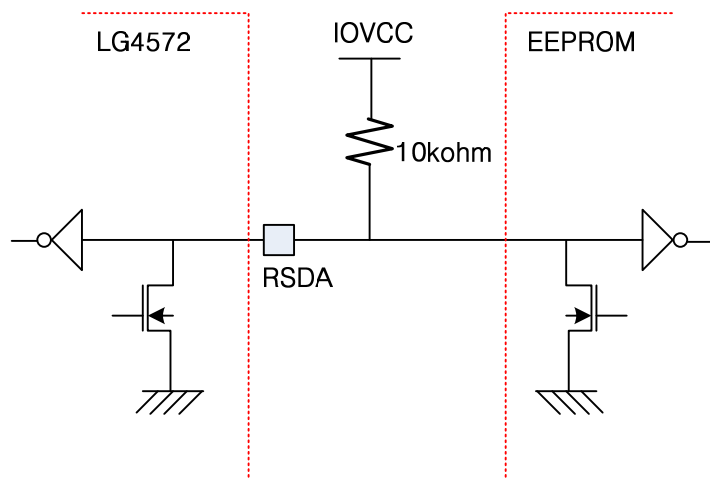 LG4572
IOVCC
EEPROM
10kohm
RSDA